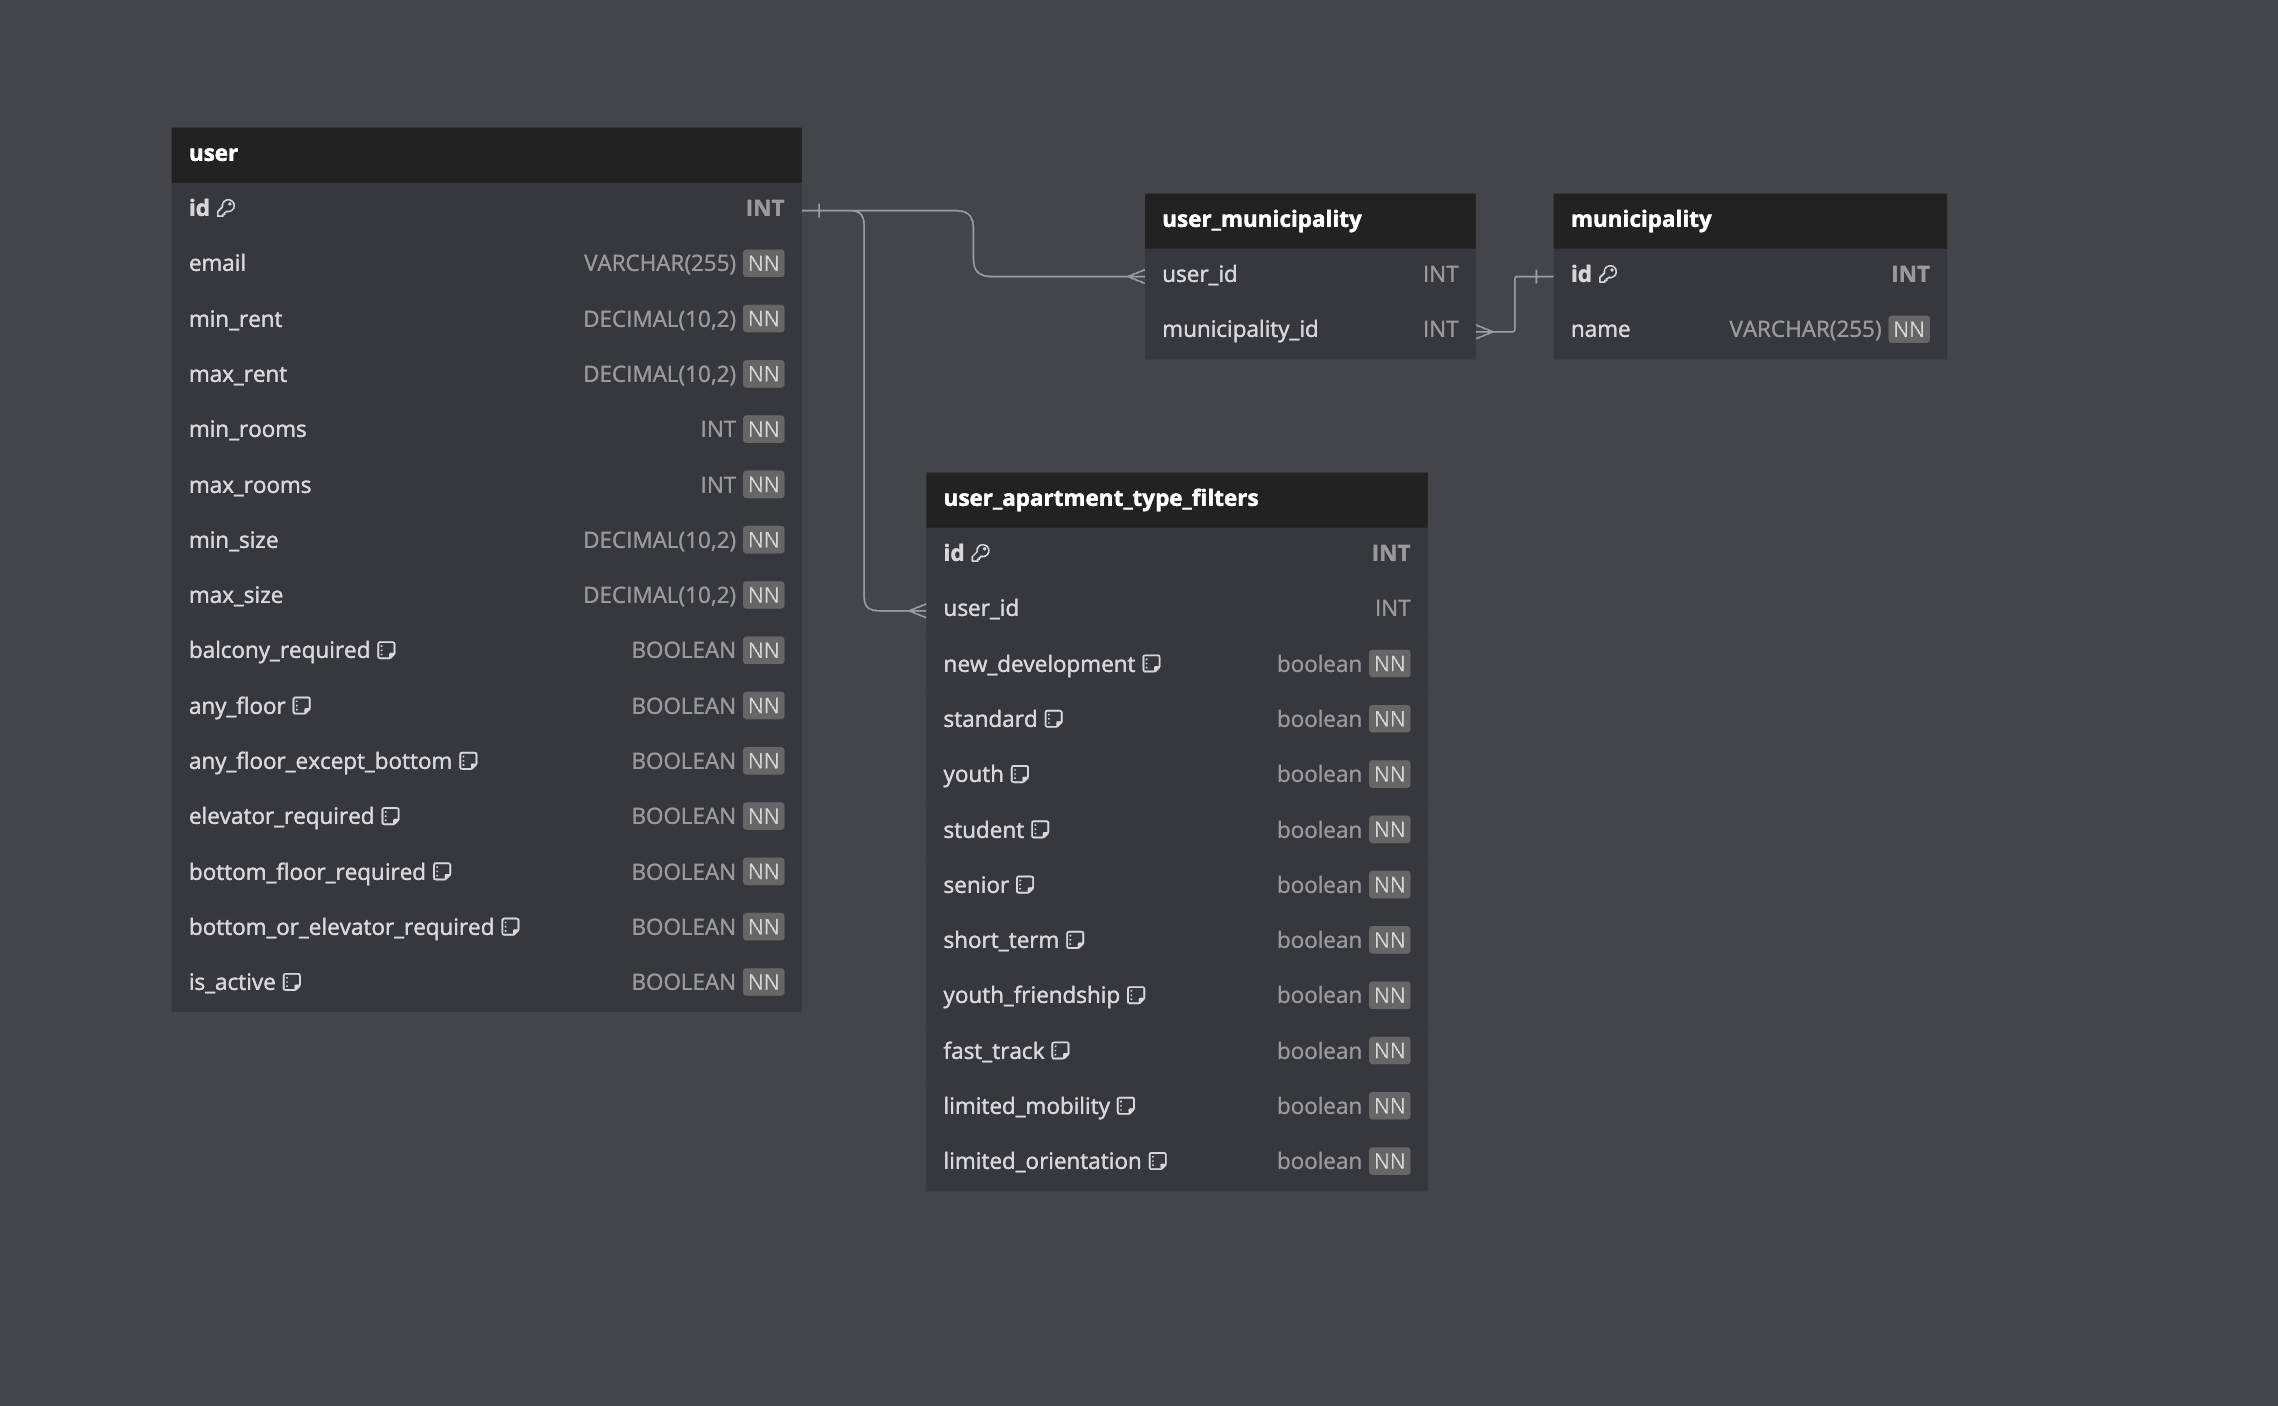 user
id INT
email VARCHAR(255) NN
min_rent DECIMAL(10,2) NN
max_rent DECIMAL(10,2) NN
min_rooms INT NN
max_rooms INT NN
min_size DECIMAL(10,2) NN
max_size DECIMAL(10,2) NN
balcony_required BOOLEAN NN
any_floor BOOLEAN NN
any_floor_except_bottom BOOLEAN NN
elevator_required BOOLEAN NN
bottom_floor_required BOOLEAN NN
bottom_or_elevator_required BOOLEAN NN
is_active BOOLEAN NN
user_municipality
user_id INT
municipality_id INT
municipality
id INT
name VARCHAR(255) NN
user_apartment_type_filters
id INT
user_id INT
new_development boolean NN
standard boolean NN
youth boolean NN
student boolean NN
senior boolean NN
short_term boolean NN
youth_friendship boolean NN
fast_track boolean NN
limited_mobility boolean NN
limited_orientation boolean NN